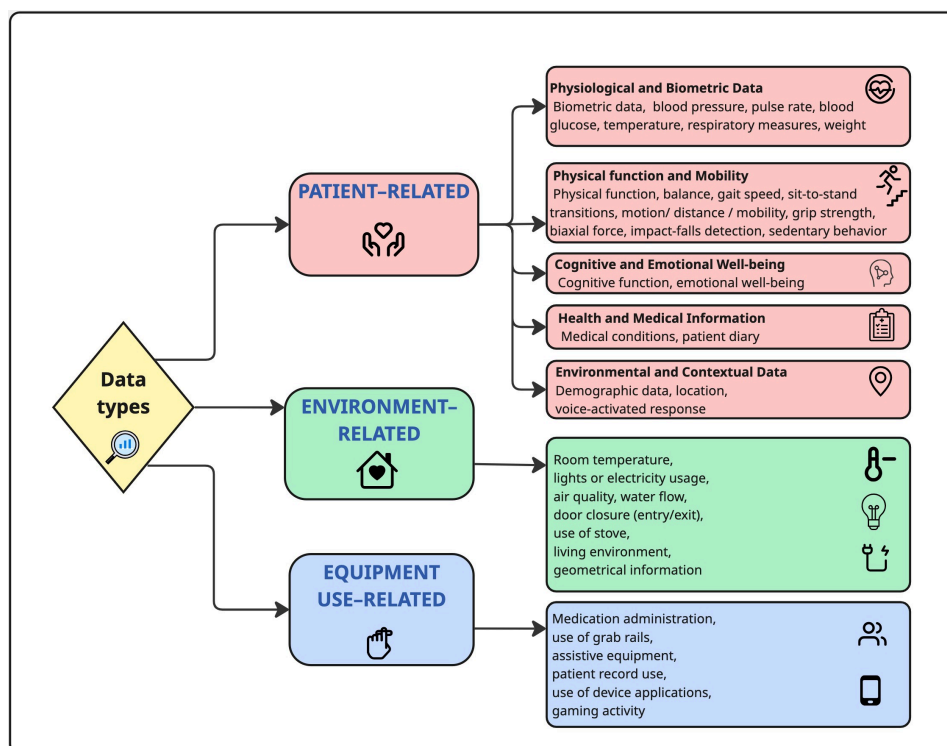 Data
types
PATIENT–RELATED
Physiological and Biometric Data
Biometric data, blood pressure, pulse rate, blood
glucose, temperature, respiratory measures, weight
Physical function and Mobility
Physical function, balance, gait speed, sit-to-stand
transitions, motion/ distance / mobility, grip strength,
biaxial force, impact-falls detection, sedentary behavior
Cognitive and Emotional Well-being
Cognitive function, emotional well-being
Health and Medical Information
Medical conditions, patient diary
Environmental and Contextual Data
Demographic data, location,
voice-activated response
ENVIRONMENT–
RELATED
Room temperature,
lights or electricity usage,
air quality, water flow,
door closure (entry/exit),
use of stove,
living environment,
geometrical information
EQUIPMENT
USE–RELATED
Medication administration,
use of grab rails,
assistive equipment,
patient record use,
use of device applications,
gaming activity